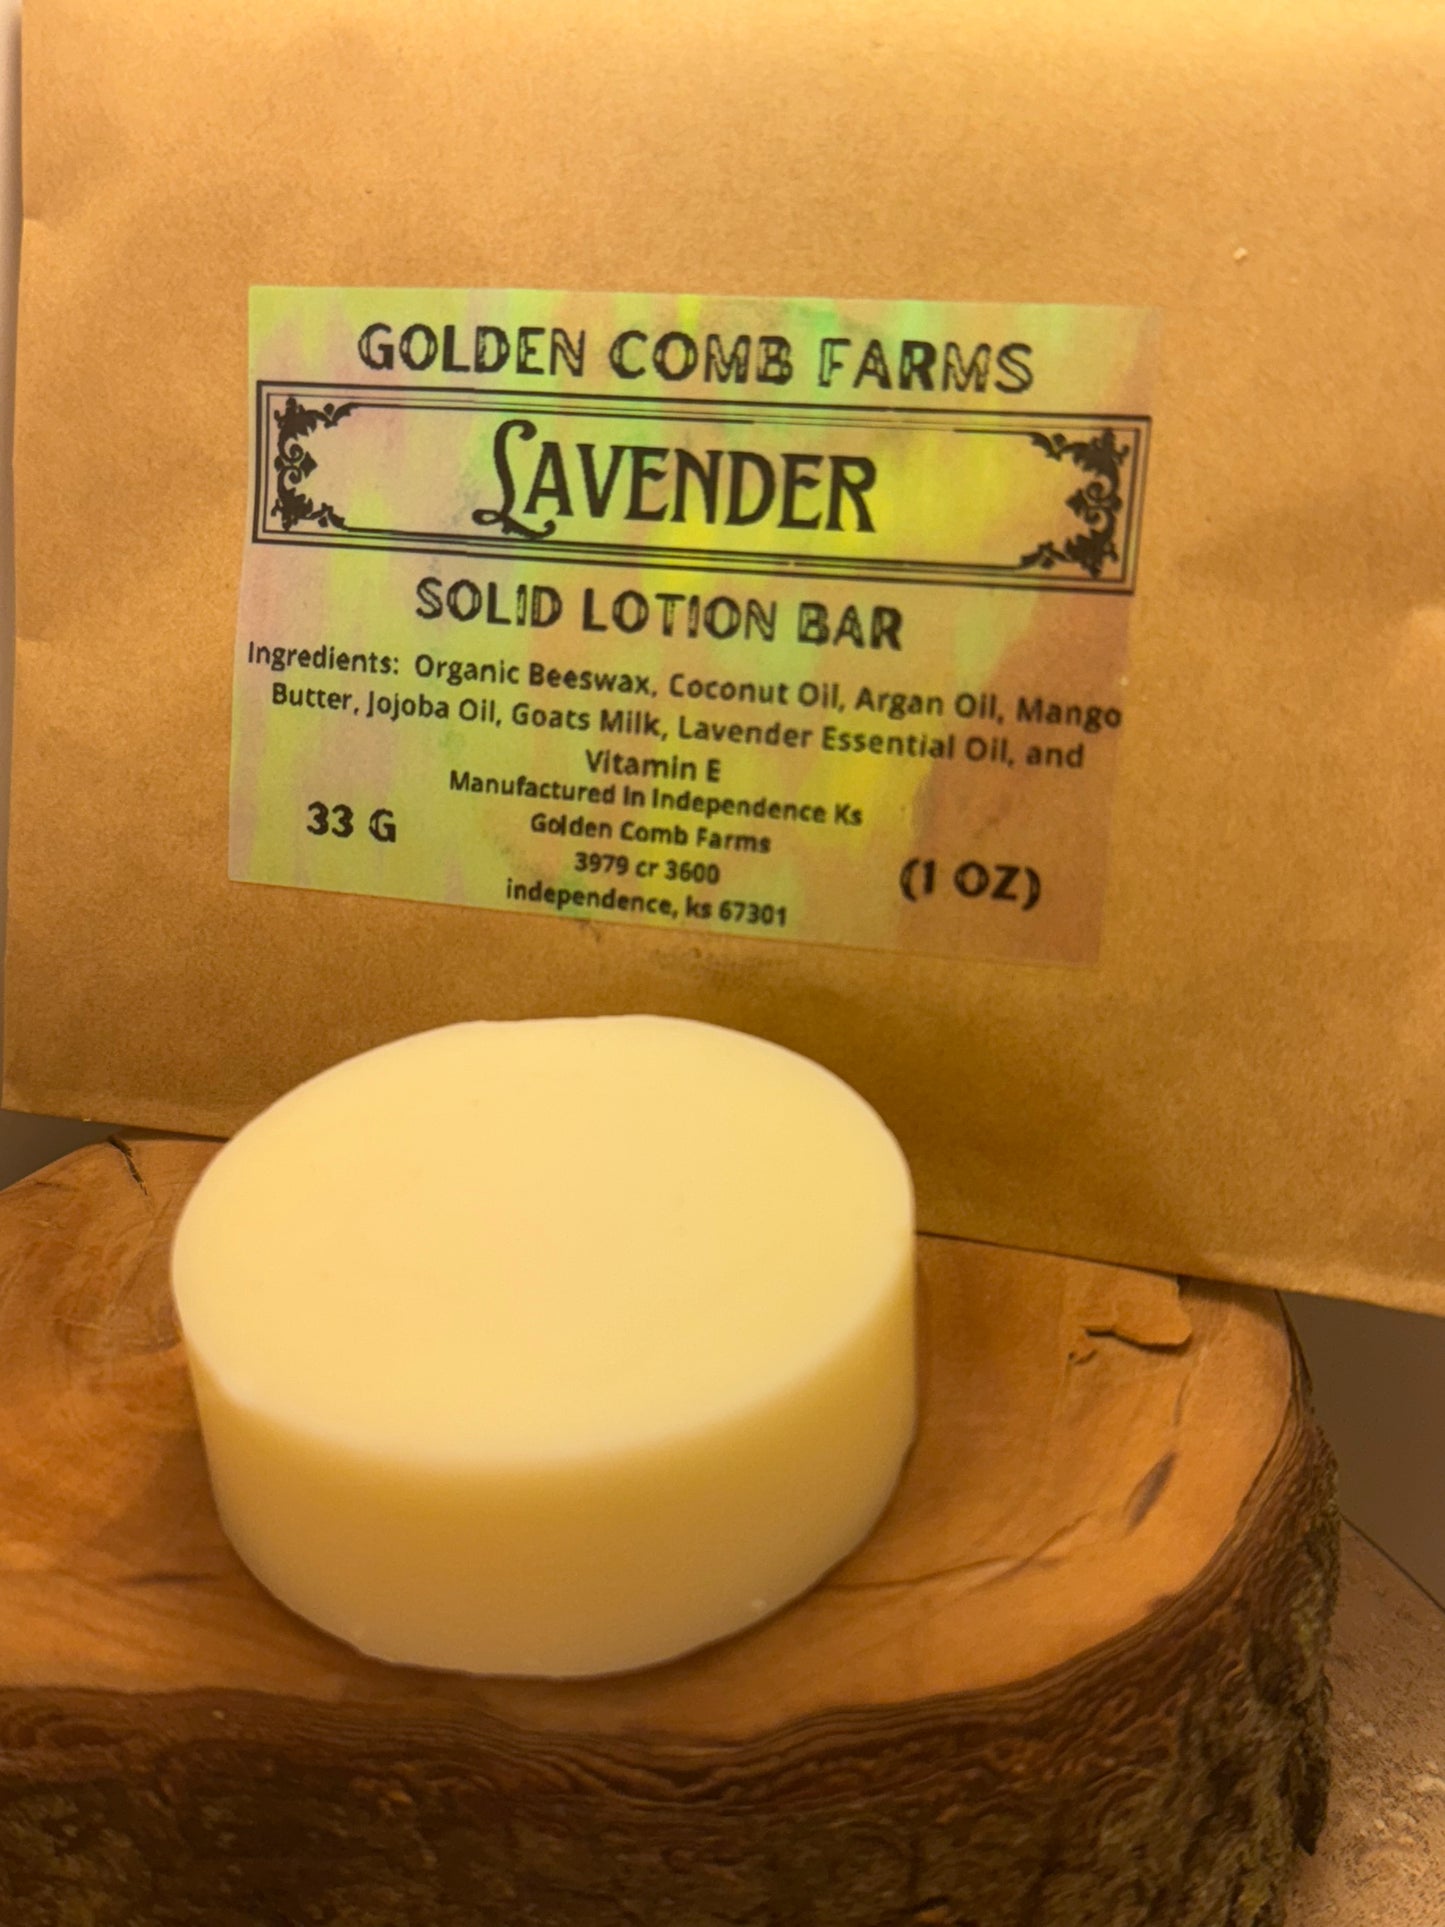 GOLDEN COMB FARMS
LAVENDER
SOLID LOTION BAR
Ingredients: Organic Beeswax, Coconut Oil, Argan Oil, Mango
Butter, Jojoba Oil, Goats Milk, Lavender Essential Oil, and
Vitamin E
Manufactured In Independence Ks
Golden Comb Farms
3979 cr 3600
independence, ks 67301
33 G
(1 OZ)